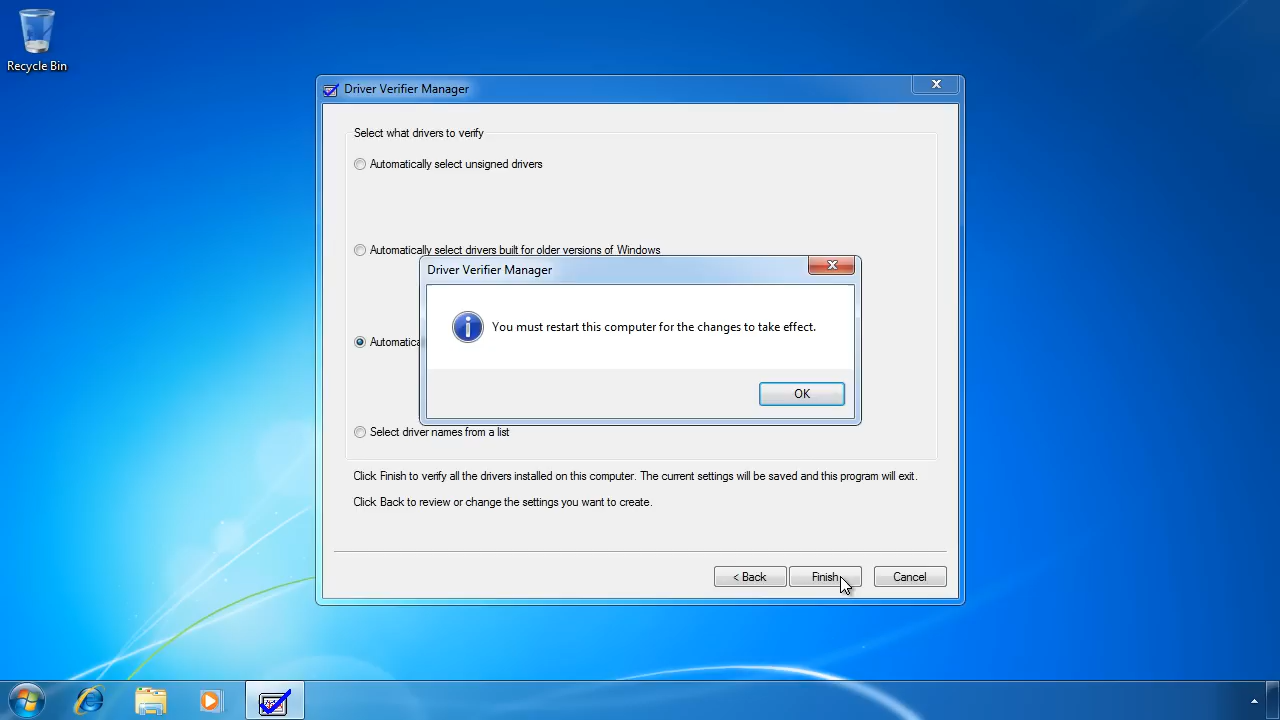 Recycle Bin
Driver Verifier Manager
Select what drivers to verify
Automatically select unsigned drivers
Automatically select drivers built for older versions of Windows
Driver Verifier Manager
You must restart this computer for the changes to take effect.
Automatica
OK
Select driver names from a list
Click Finish to verify all the drivers installed on this computer. The current settings will be saved and this program will exit.
Click Back to review or change the settings you want to create.
< Back
Finish
Cancel